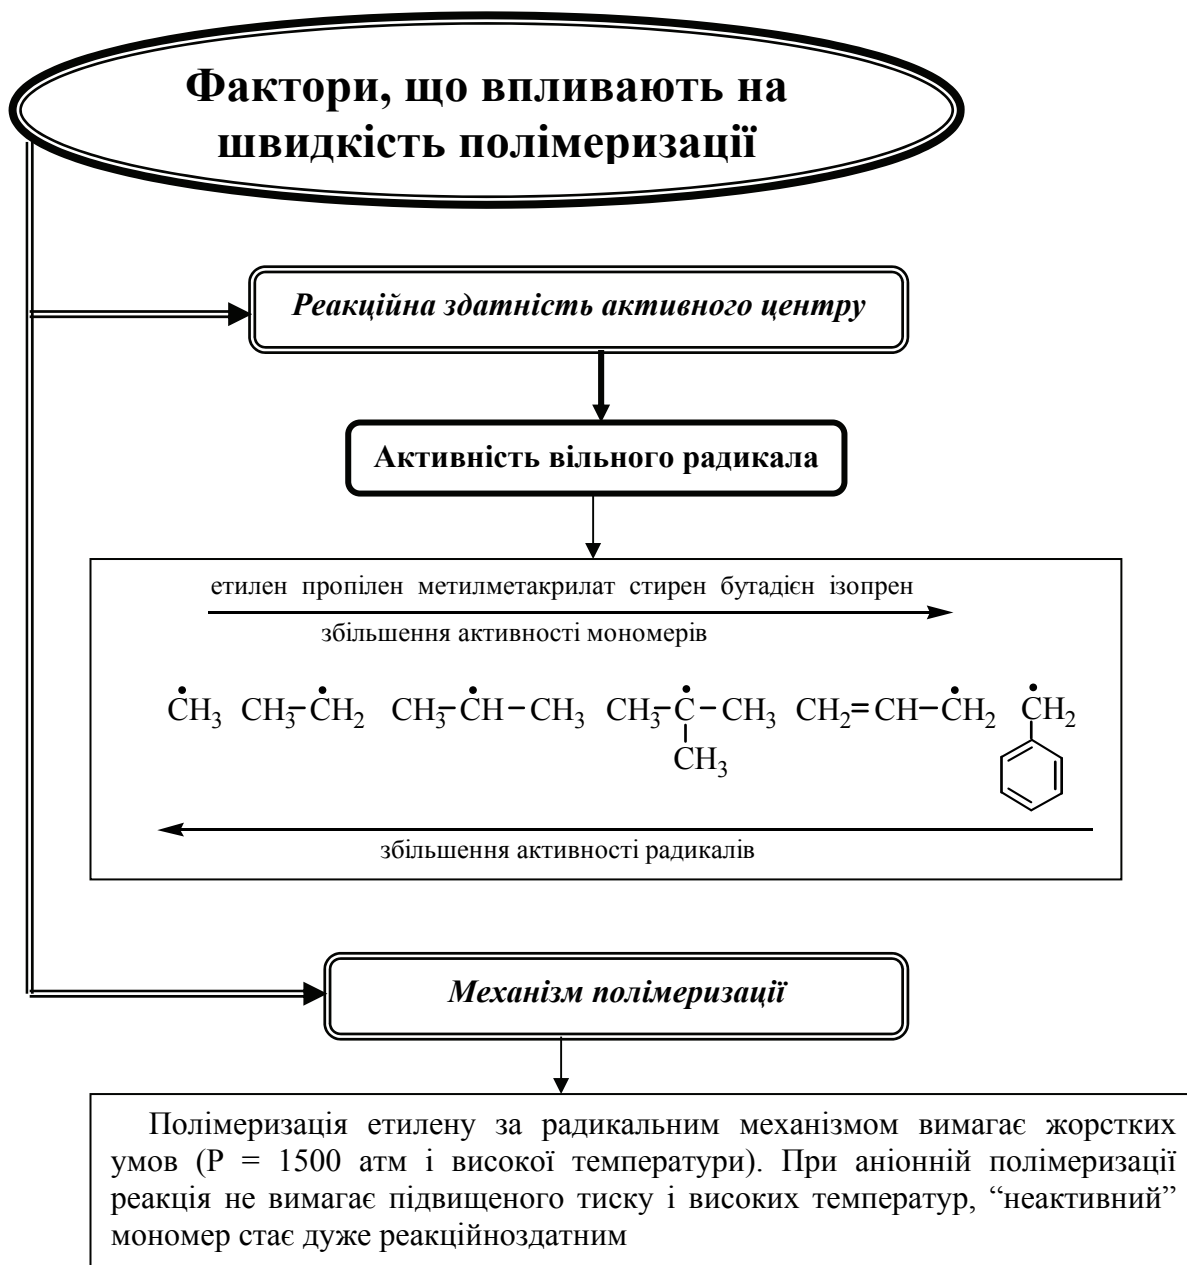 Фактори, що впливають на
швидкість полімеризації
Реакційна здатність активного центру
Активність вільного радикала
етилен пропілен метилметакрилат стирен бутадієн ізопрен
збільшення активності мономерів
ĊH₃ CH₃-ĊH₂ CH₃-ĊH-CH₃ CH₃-Ċ-CH₃ CH₂=CH-ĊH₂ ĊH₂
CH₃
збільшення активності радикалів
Механізм полімеризації
Полімеризація етилену за радикальним механізмом вимагає жорстких
умов (Р = 1500 атм і високої температури). При аніонній полімеризації
реакція не вимагає підвищеного тиску і високих температур, “неактивний”
мономер стає дуже реакційноздатним